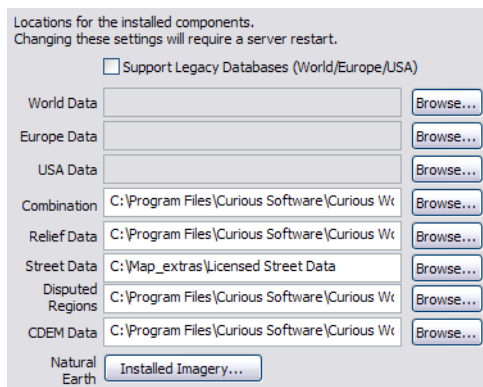 Locations for the installed components.
Changing these settings will require a server restart.
Support Legacy Databases (World/Europe/USA)
World Data Browse...
Europe Data Browse...
USA Data Browse...
Combination C:\Program Files\Curious Software\Curious Wo Browse...
Relief Data C:\Program Files\Curious Software\Curious Wo Browse...
Street Data C:\Map_extras\Licensed Street Data Browse...
Disputed
Regions C:\Program Files\Curious Software\Curious Wo Browse...
CDEM Data C:\Program Files\Curious Software\Curious Wo Browse...
Natural
Earth Installed Imagery...